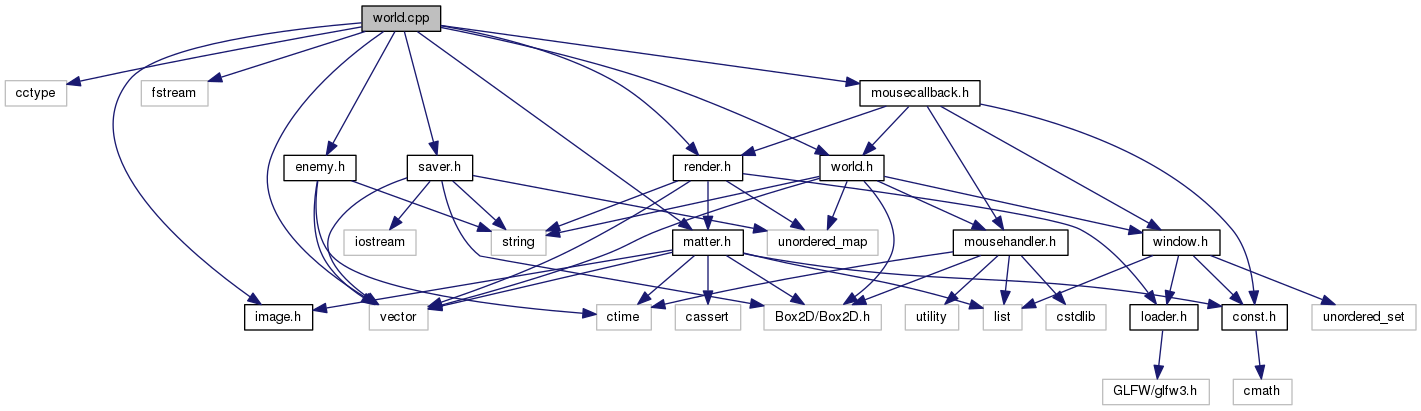 world.cpp
cctype
fstream
mousecallback.h
enemy.h
saver.h
render.h
world.h
iostream
string
matter.h
unordered_map
mousehandler.h
window.h
image.h
vector
ctime
cassert
Box2D/Box2D.h
utility
list
cstdlib
loader.h
const.h
unordered_set
GLFW/glfw3.h
cmath